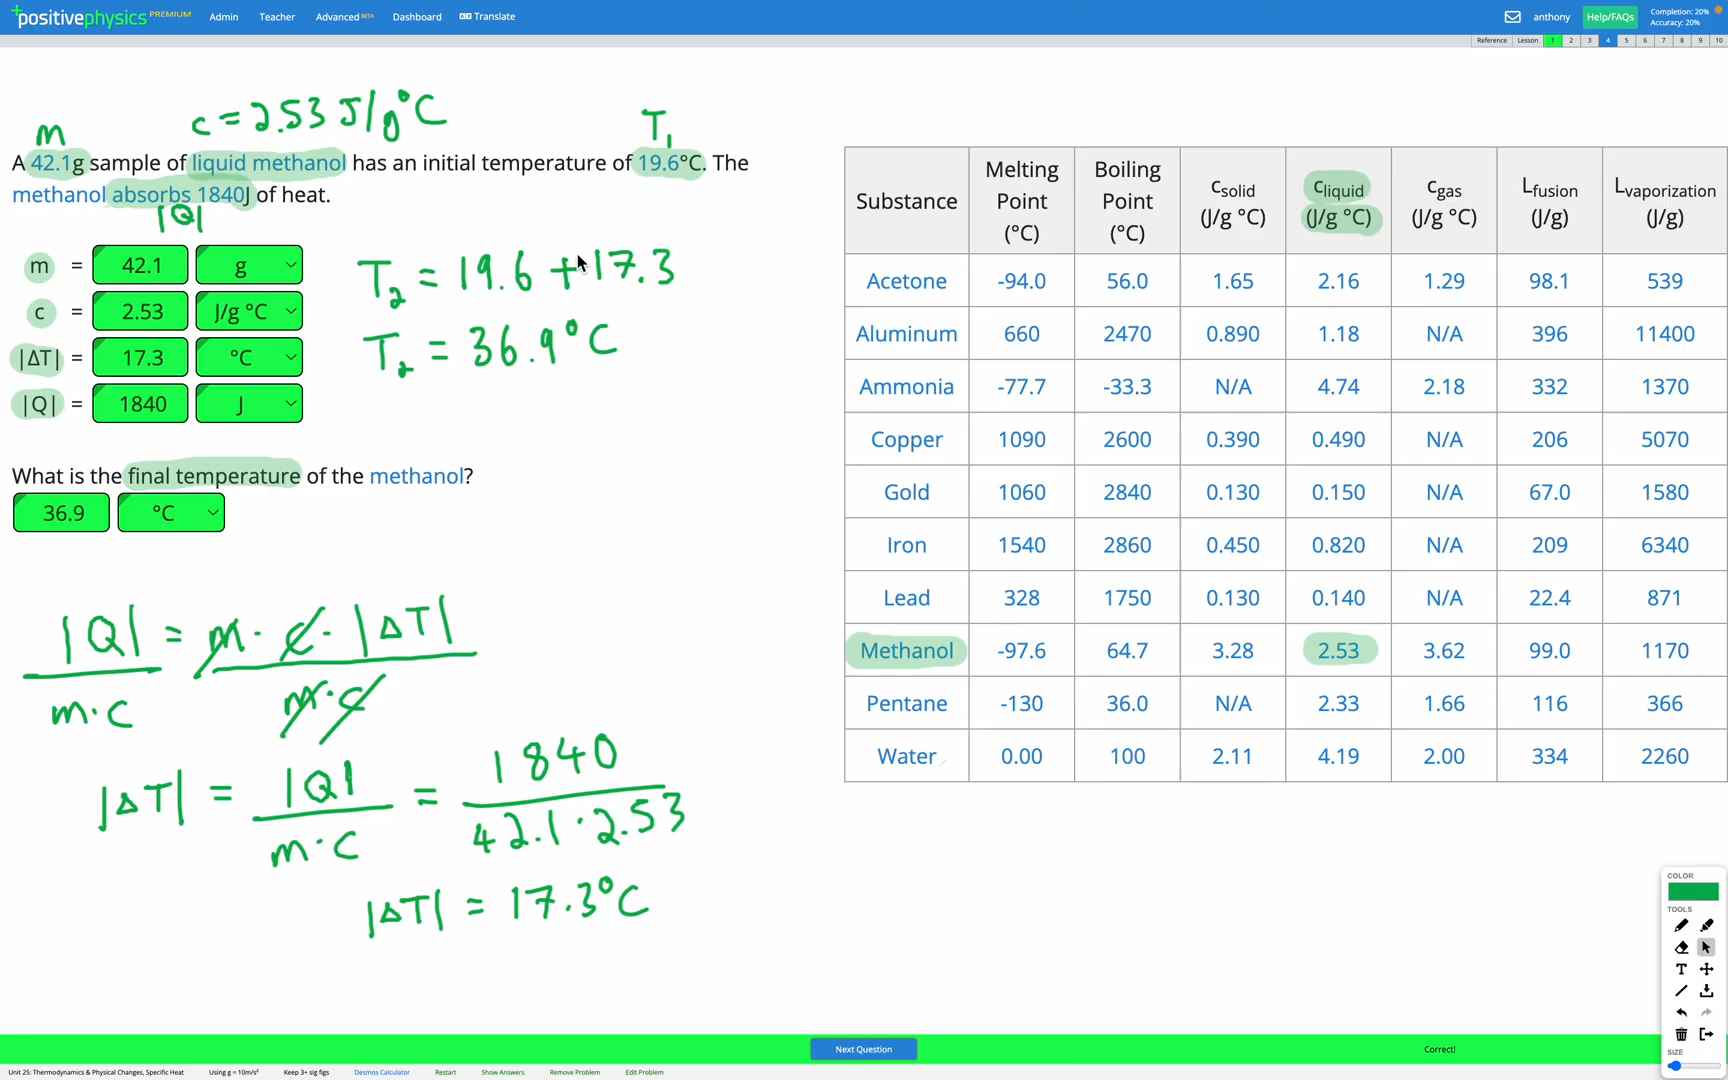 positivephysics PREMIUM
Admin
Teacher
Advanced BETA
Dashboard
Translate
anthony
Help/FAQs
Completion: 20%
Accuracy: 20%
Reference Lesson 1 2 3 4 5 6 7 8 9 10
m
c = 2.53 J/g°C
T₁
A 42.1g sample of liquid methanol has an initial temperature of 19.6°C. The
methanol absorbs 1840J of heat.
|Q|
m = 42.1 g
c = 2.53 J/g °C
|ΔT| = 17.3 °C
|Q| = 1840 J
T₂ = 19.6 + 17.3
T₂ = 36.9°C
What is the final temperature of the methanol?
36.9 °C
|Q| = m · c · |ΔT|
m · c m · c
|ΔT| = |Q| = 1840
m · c 42.1 · 2.53
|ΔT| = 17.3°C
Substance Melting Point (°C) Boiling Point (°C) csolid (J/g °C) cliquid (J/g °C) cgas (J/g °C) Lfusion (J/g) Lvaporization (J/g)
Acetone -94.0 56.0 1.65 2.16 1.29 98.1 539
Aluminum 660 2470 0.890 1.18 N/A 396 11400
Ammonia -77.7 -33.3 N/A 4.74 2.18 332 1370
Copper 1090 2600 0.390 0.490 N/A 206 5070
Gold 1060 2840 0.130 0.150 N/A 67.0 1580
Iron 1540 2860 0.450 0.820 N/A 209 6340
Lead 328 1750 0.130 0.140 N/A 22.4 871
Methanol -97.6 64.7 3.28 2.53 3.62 99.0 1170
Pentane -130 36.0 N/A 2.33 1.66 116 366
Water 0.00 100 2.11 4.19 2.00 334 2260
COLOR
TOOLS
T
SIZE
Next Question
Correct!
Unit 25: Thermodynamics & Physical Changes, Specific Heat
Using g = 10m/s²
Keep 3+ sig figs
Desmos Calculator
Restart
Show Answers
Remove Problem
Edit Problem